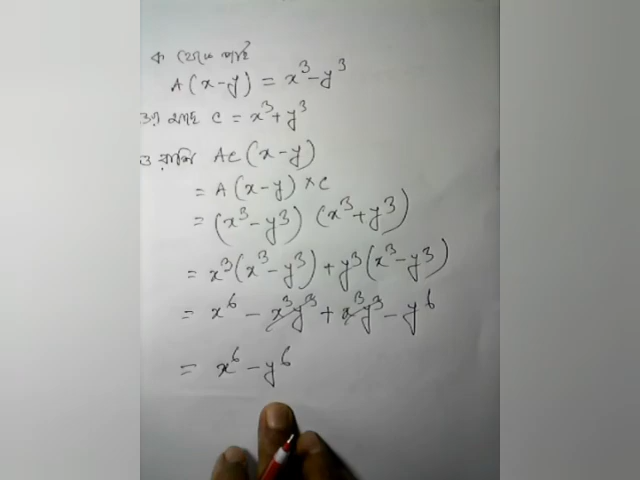 ক থেকে পাই
A(x-y) = x³-y³
C = x³+y³
রাশি AC(x-y)
= A(x-y) × C
= (x³-y³) (x³+y³)
= x³(x³-y³) + y³(x³-y³)
= x⁶ - x³y³ + x³y³ - y⁶
= x⁶ - y⁶